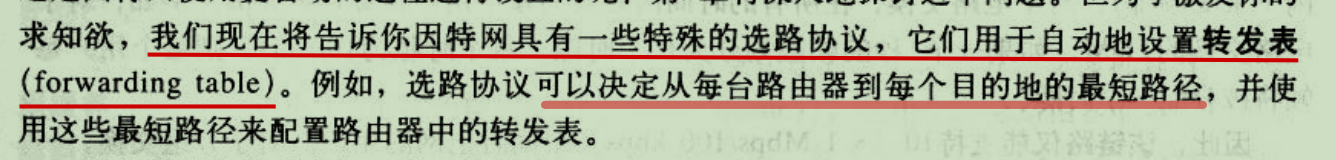 求知欲，我们现在将告诉你因特网具有一些特殊的选路协议，它们用于自动地设置转发表
(forwarding table)。例如，选路协议可以决定从每台路由器到每个目的地的最短路径，并使
用这些最短路径来配置路由器中的转发表。